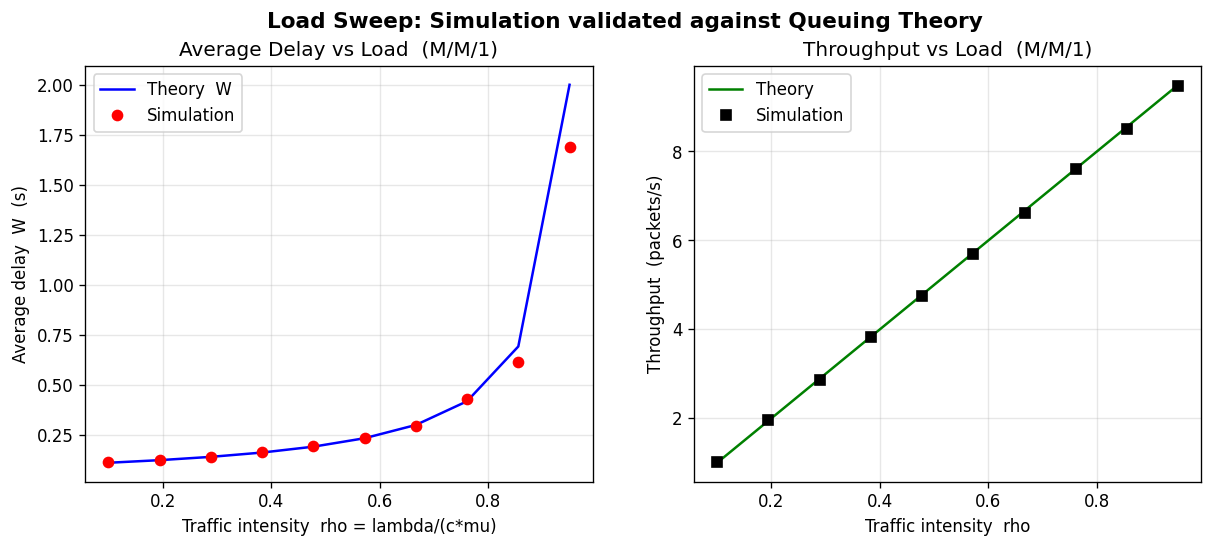 Load Sweep: Simulation validated against Queuing Theory
Average Delay vs Load  (M/M/1)
Theory  W
Simulation
2.00
1.75
1.50
1.25
1.00
0.75
0.50
0.25
Average delay  W  (s)
0.2
0.4
0.6
0.8
Traffic intensity  rho = lambda/(c*mu)
Throughput vs Load  (M/M/1)
Theory
Simulation
8
6
4
2
Throughput  (packets/s)
0.2
0.4
0.6
0.8
Traffic intensity  rho